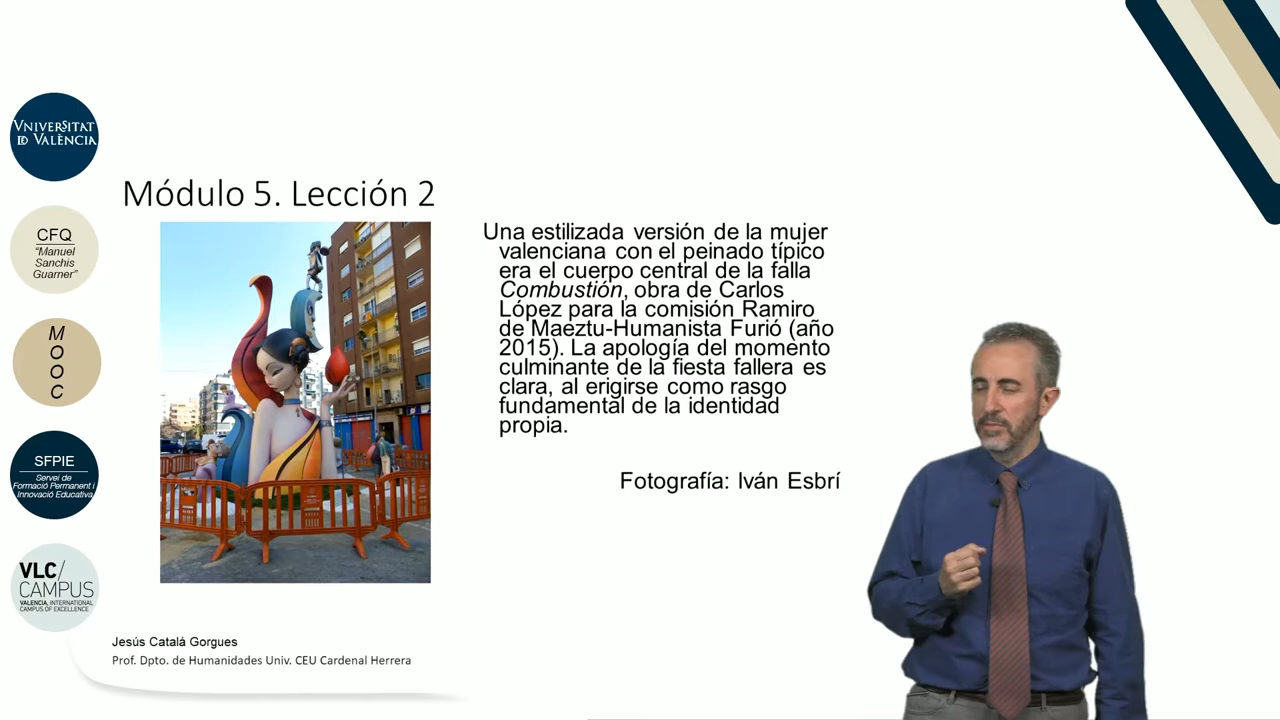 VNIVERSITAT
ID VALÈNCIA
CFQ
"Manuel
Sanchis
Guarner"
M
O
O
C
SFPIE
Servei de
Formació Permanent i
Innovació Educativa
VLC/
CAMPUS
VALENCIA, INTERNATIONAL
CAMPUS OF EXCELLENCE
Módulo 5. Lección 2
Una estilizada versión de la mujer
valenciana con el peinado típico
era el cuerpo central de la falla
Combustión, obra de Carlos
López para la comisión Ramiro
de Maeztu-Humanista Furió (año
2015). La apología del momento
culminante de la fiesta fallera es
clara, al erigirse como rasgo
fundamental de la identidad
propia.
Fotografía: Iván Esbrí
Jesús Catalá Gorgues
Prof. Dpto. de Humanidades Univ. CEU Cardenal Herrera